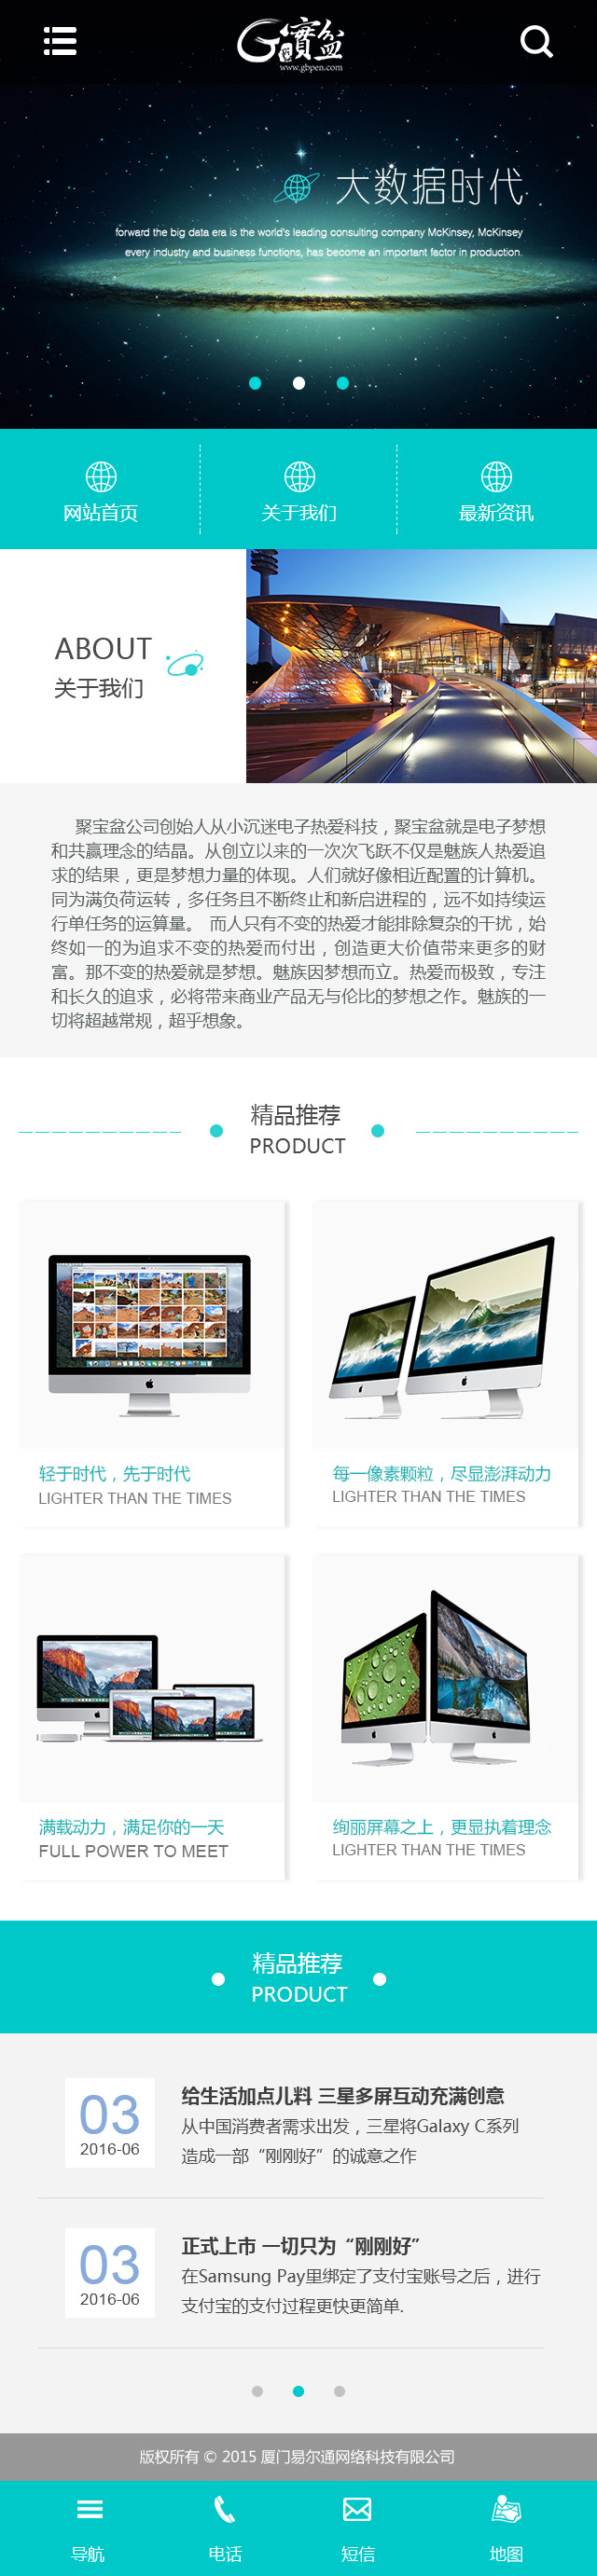 G宝盆
www.gbpen.com
大数据时代
forward the big data era is the world's leading consulting company McKinsey, McKinsey
every industry and business functions, has become an important factor in production.
网站首页 关于我们 最新资讯
ABOUT
关于我们
聚宝盆公司创始人从小沉迷电子热爱科技，聚宝盆就是电子梦想
和共赢理念的结晶。从创立以来的一次次飞跃不仅是魅族人热爱追
求的结果，更是梦想力量的体现。人们就好像相近配置的计算机。
同为满负荷运转，多任务且不断终止和新启进程的，远不如持续运
行单任务的运算量。 而人只有不变的热爱才能排除复杂的干扰，始
终如一的为追求不变的热爱而付出，创造更大价值带来更多的财
富。那不变的热爱就是梦想。魅族因梦想而立。热爱而极致，专注
和长久的追求，必将带来商业产品无与伦比的梦想之作。魅族的一
切将超越常规，超乎想象。
精品推荐
PRODUCT
轻于时代，先于时代
LIGHTER THAN THE TIMES
每一像素颗粒，尽显澎湃动力
LIGHTER THAN THE TIMES
满载动力，满足你的一天
FULL POWER TO MEET
绚丽屏幕之上，更显执着理念
LIGHTER THAN THE TIMES
精品推荐
PRODUCT
03
2016-06
给生活加点儿料 三星多屏互动充满创意
从中国消费者需求出发，三星将Galaxy C系列
造成一部“刚刚好”的诚意之作
03
2016-06
正式上市 一切只为“刚刚好”
在Samsung Pay里绑定了支付宝账号之后，进行
支付宝的支付过程更快更简单.
版权所有 © 2015 厦门易尔通网络科技有限公司
导航 电话 短信 地图